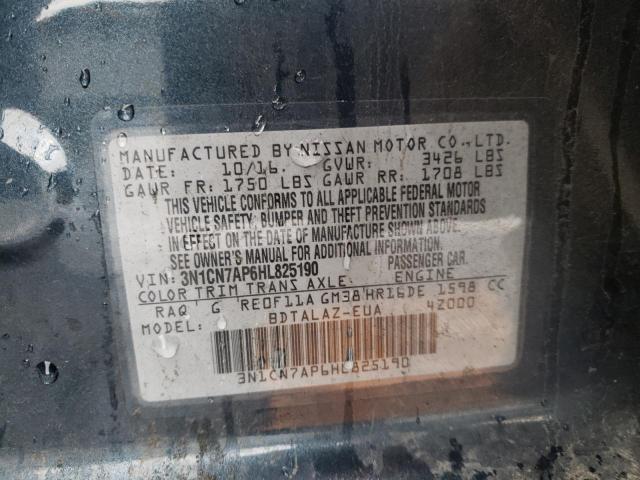 MANUFACTURED BY NISSAN MOTOR CO., LTD.
DATE: 10/16. GVWR: 3426 LBS
GAWR FR: 1750 LBS GAWR RR: 1708 LBS
THIS VEHICLE CONFORMS TO ALL APPLICABLE FEDERAL MOTOR
VEHICLE SAFETY, BUMPER AND THEFT PREVENTION STANDARDS
IN EFFECT ON THE DATE OF MANUFACTURE SHOWN ABOVE.
SEE OWNER'S MANUAL FOR ADDITIONAL INFORMATION.
VIN: 3N1CN7AP6HL825190 PASSENGER CAR.
COLOR TRIM TRANS AXLE: ENGINE
RAQ G RE0F11A GM38 HR16DE 1598 CC
MODEL: BDTALAZ-EUA 4Z000
3N1CN7AP6HL825190